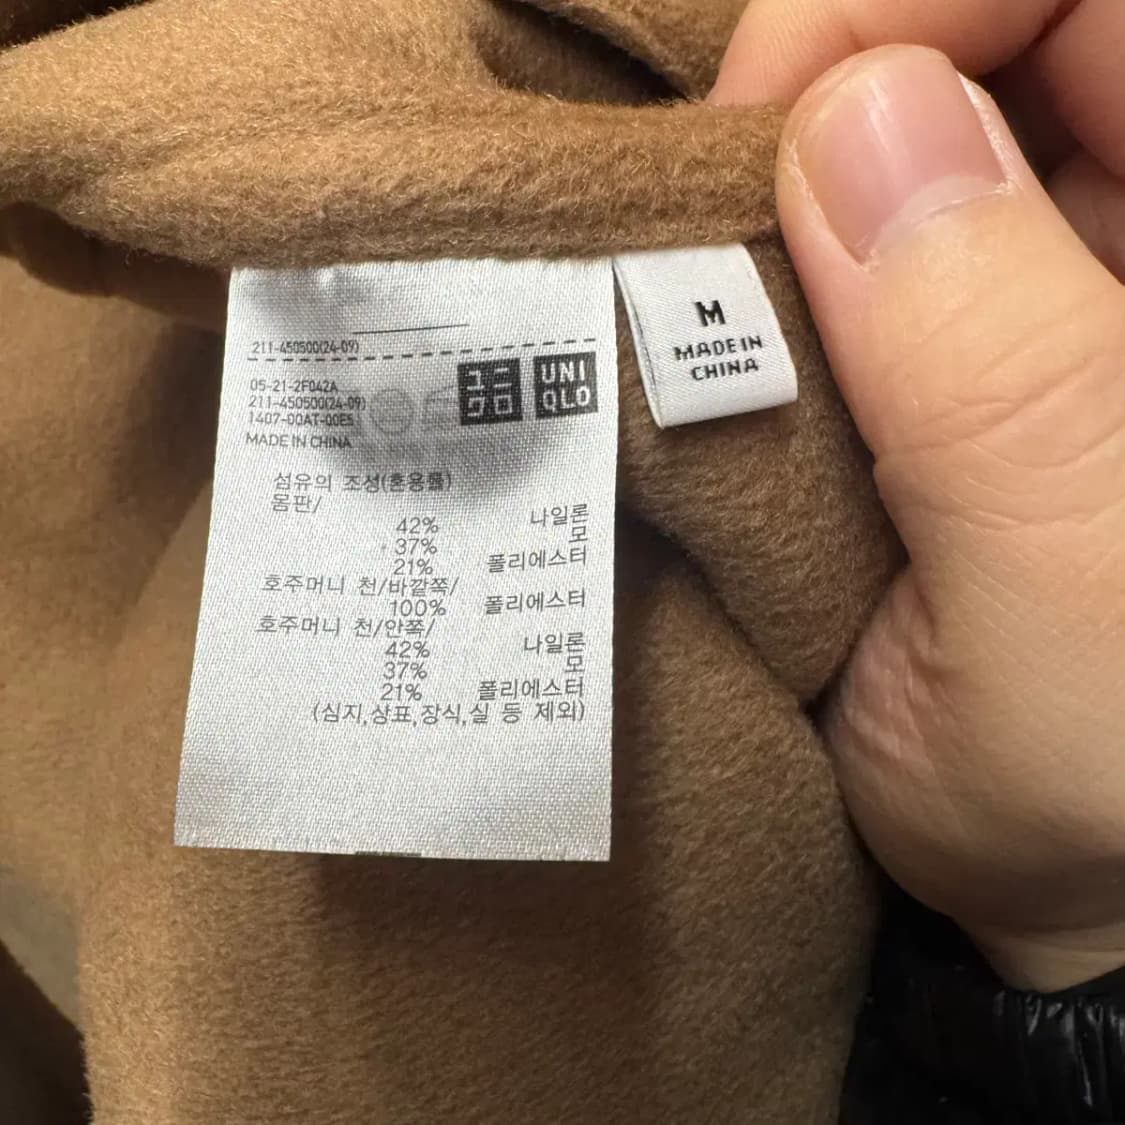 211-450500(24-09)
05-21-2F042A
211-450500(24-09)
1407-00AT-00E5
MADE IN CHINA
ユニ
クロ
UNI
QLO
섬유의 조성(혼용률)
몸판/
42% 나일론
37% 모
21% 폴리에스터
호주머니 천/바깥쪽/
100% 폴리에스터
호주머니 천/안쪽/
42% 나일론
37% 모
21% 폴리에스터
(심지,상표,장식,실 등 제외)
M
MADE IN
CHINA